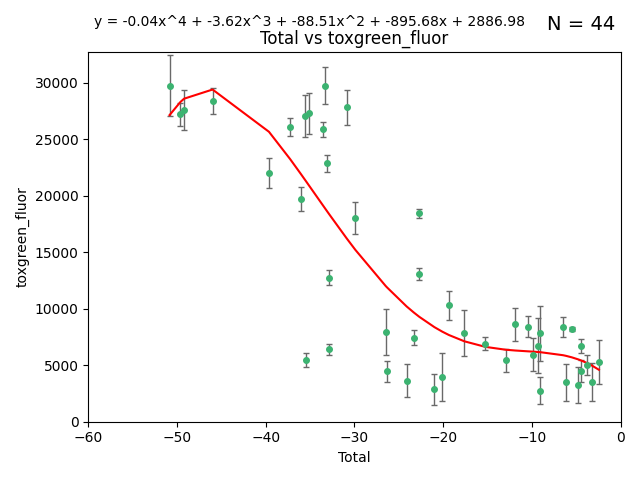 y = -0.04x^4 + -3.62x^3 + -88.51x^2 + -895.68x + 2886.98
N = 44
Total vs toxgreen_fluor
30000
25000
20000
15000
10000
5000
0
toxgreen_fluor
−60 −50 −40 −30 −20 −10 0
Total